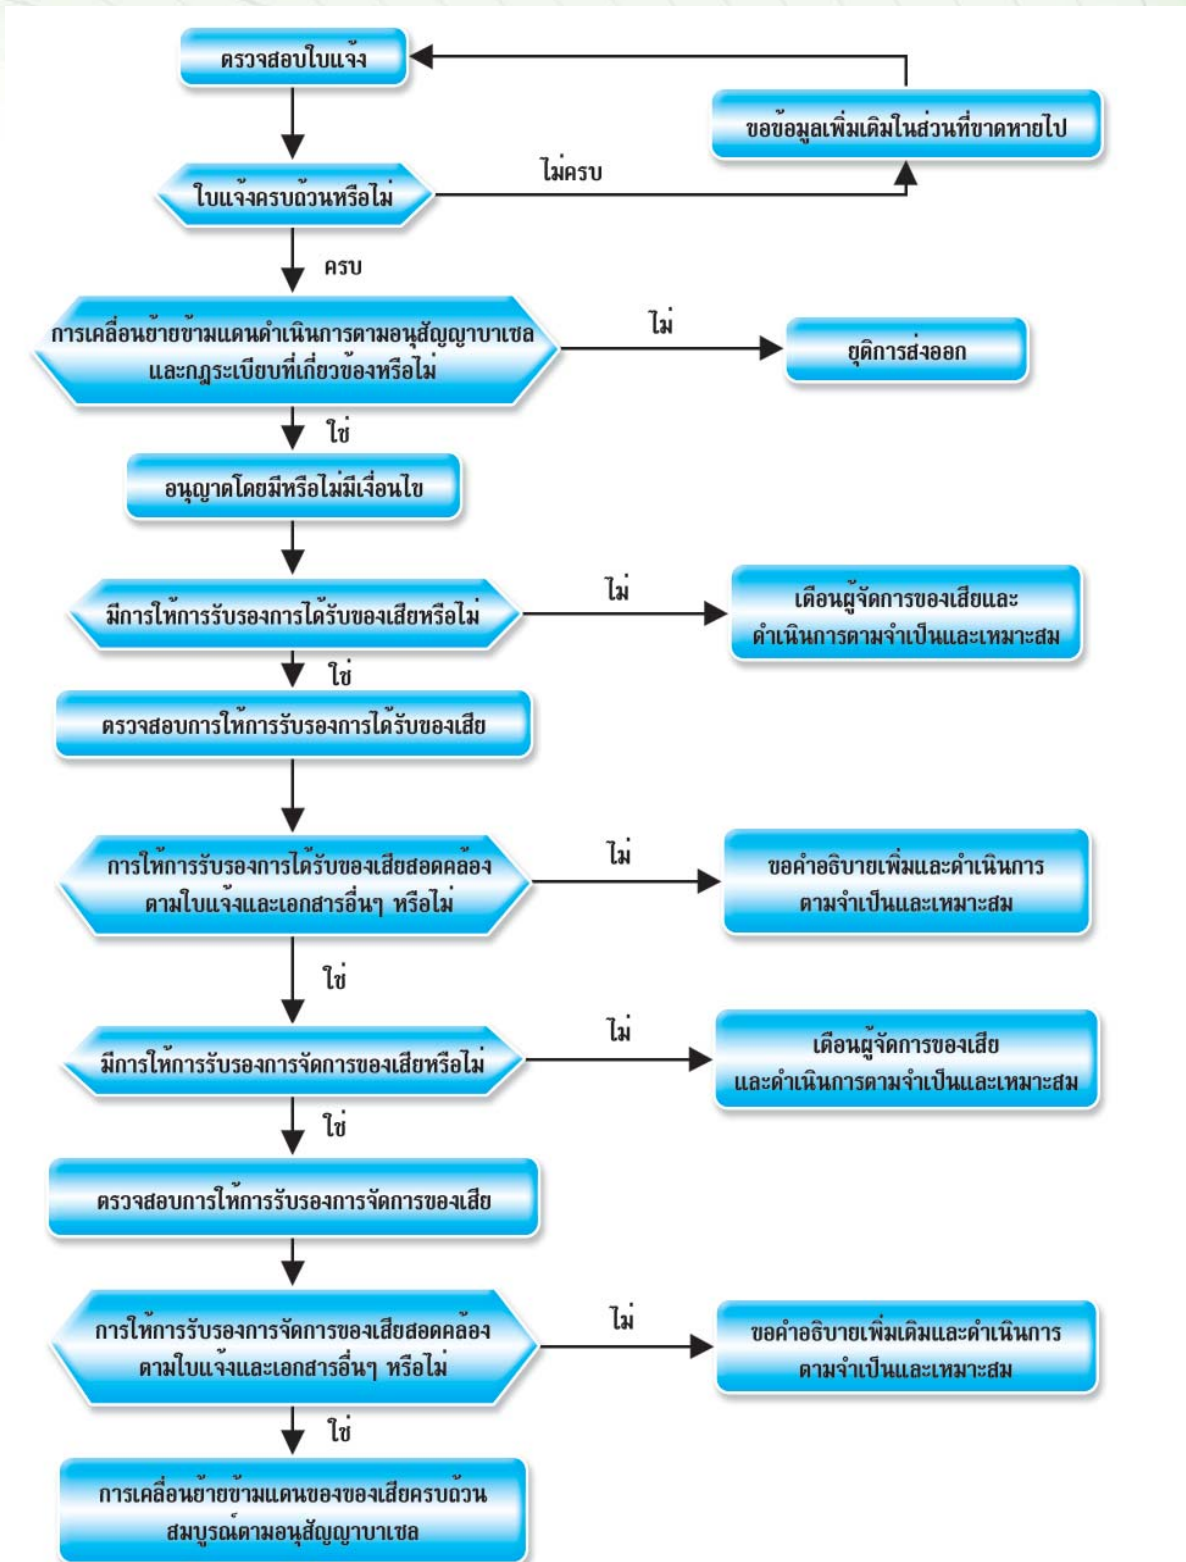 ตรวจสอบใบแจ้ง
ขอข้อมูลเพิ่มเติมในส่วนที่ขาดหายไป
ไม่ครบ
ใบแจ้งครบถ้วนหรือไม่
ครบ
การเคลื่อนย้ายข้ามแดนดำเนินการตามอนุสัญญาบาเซล
และกฎระเบียบที่เกี่ยวข้องหรือไม่
ไม่
ยุติการส่งออก
ใช่
อนุญาตโดยมีหรือไม่มีเงื่อนไข
มีการให้การรับรองการได้รับของเสียหรือไม่
ไม่
เตือนผู้จัดการของเสียและ
ดำเนินการตามจำเป็นและเหมาะสม
ใช่
ตรวจสอบการให้การรับรองการได้รับของเสีย
การให้การรับรองการได้รับของเสียสอดคล้อง
ตามใบแจ้งและเอกสารอื่นๆ หรือไม่
ไม่
ขอคำอธิบายเพิ่มและดำเนินการ
ตามจำเป็นและเหมาะสม
ใช่
มีการให้การรับรองการจัดการของเสียหรือไม่
ไม่
เตือนผู้จัดการของเสีย
และดำเนินการตามจำเป็นและเหมาะสม
ใช่
ตรวจสอบการให้การรับรองการจัดการของเสีย
การให้การรับรองการจัดการของเสียสอดคล้อง
ตามใบแจ้งและเอกสารอื่นๆ หรือไม่
ไม่
ขอคำอธิบายเพิ่มเติมและดำเนินการ
ตามจำเป็นและเหมาะสม
ใช่
การเคลื่อนย้ายข้ามแดนของของเสียครบถ้วน
สมบูรณ์ตามอนุสัญญาบาเซล